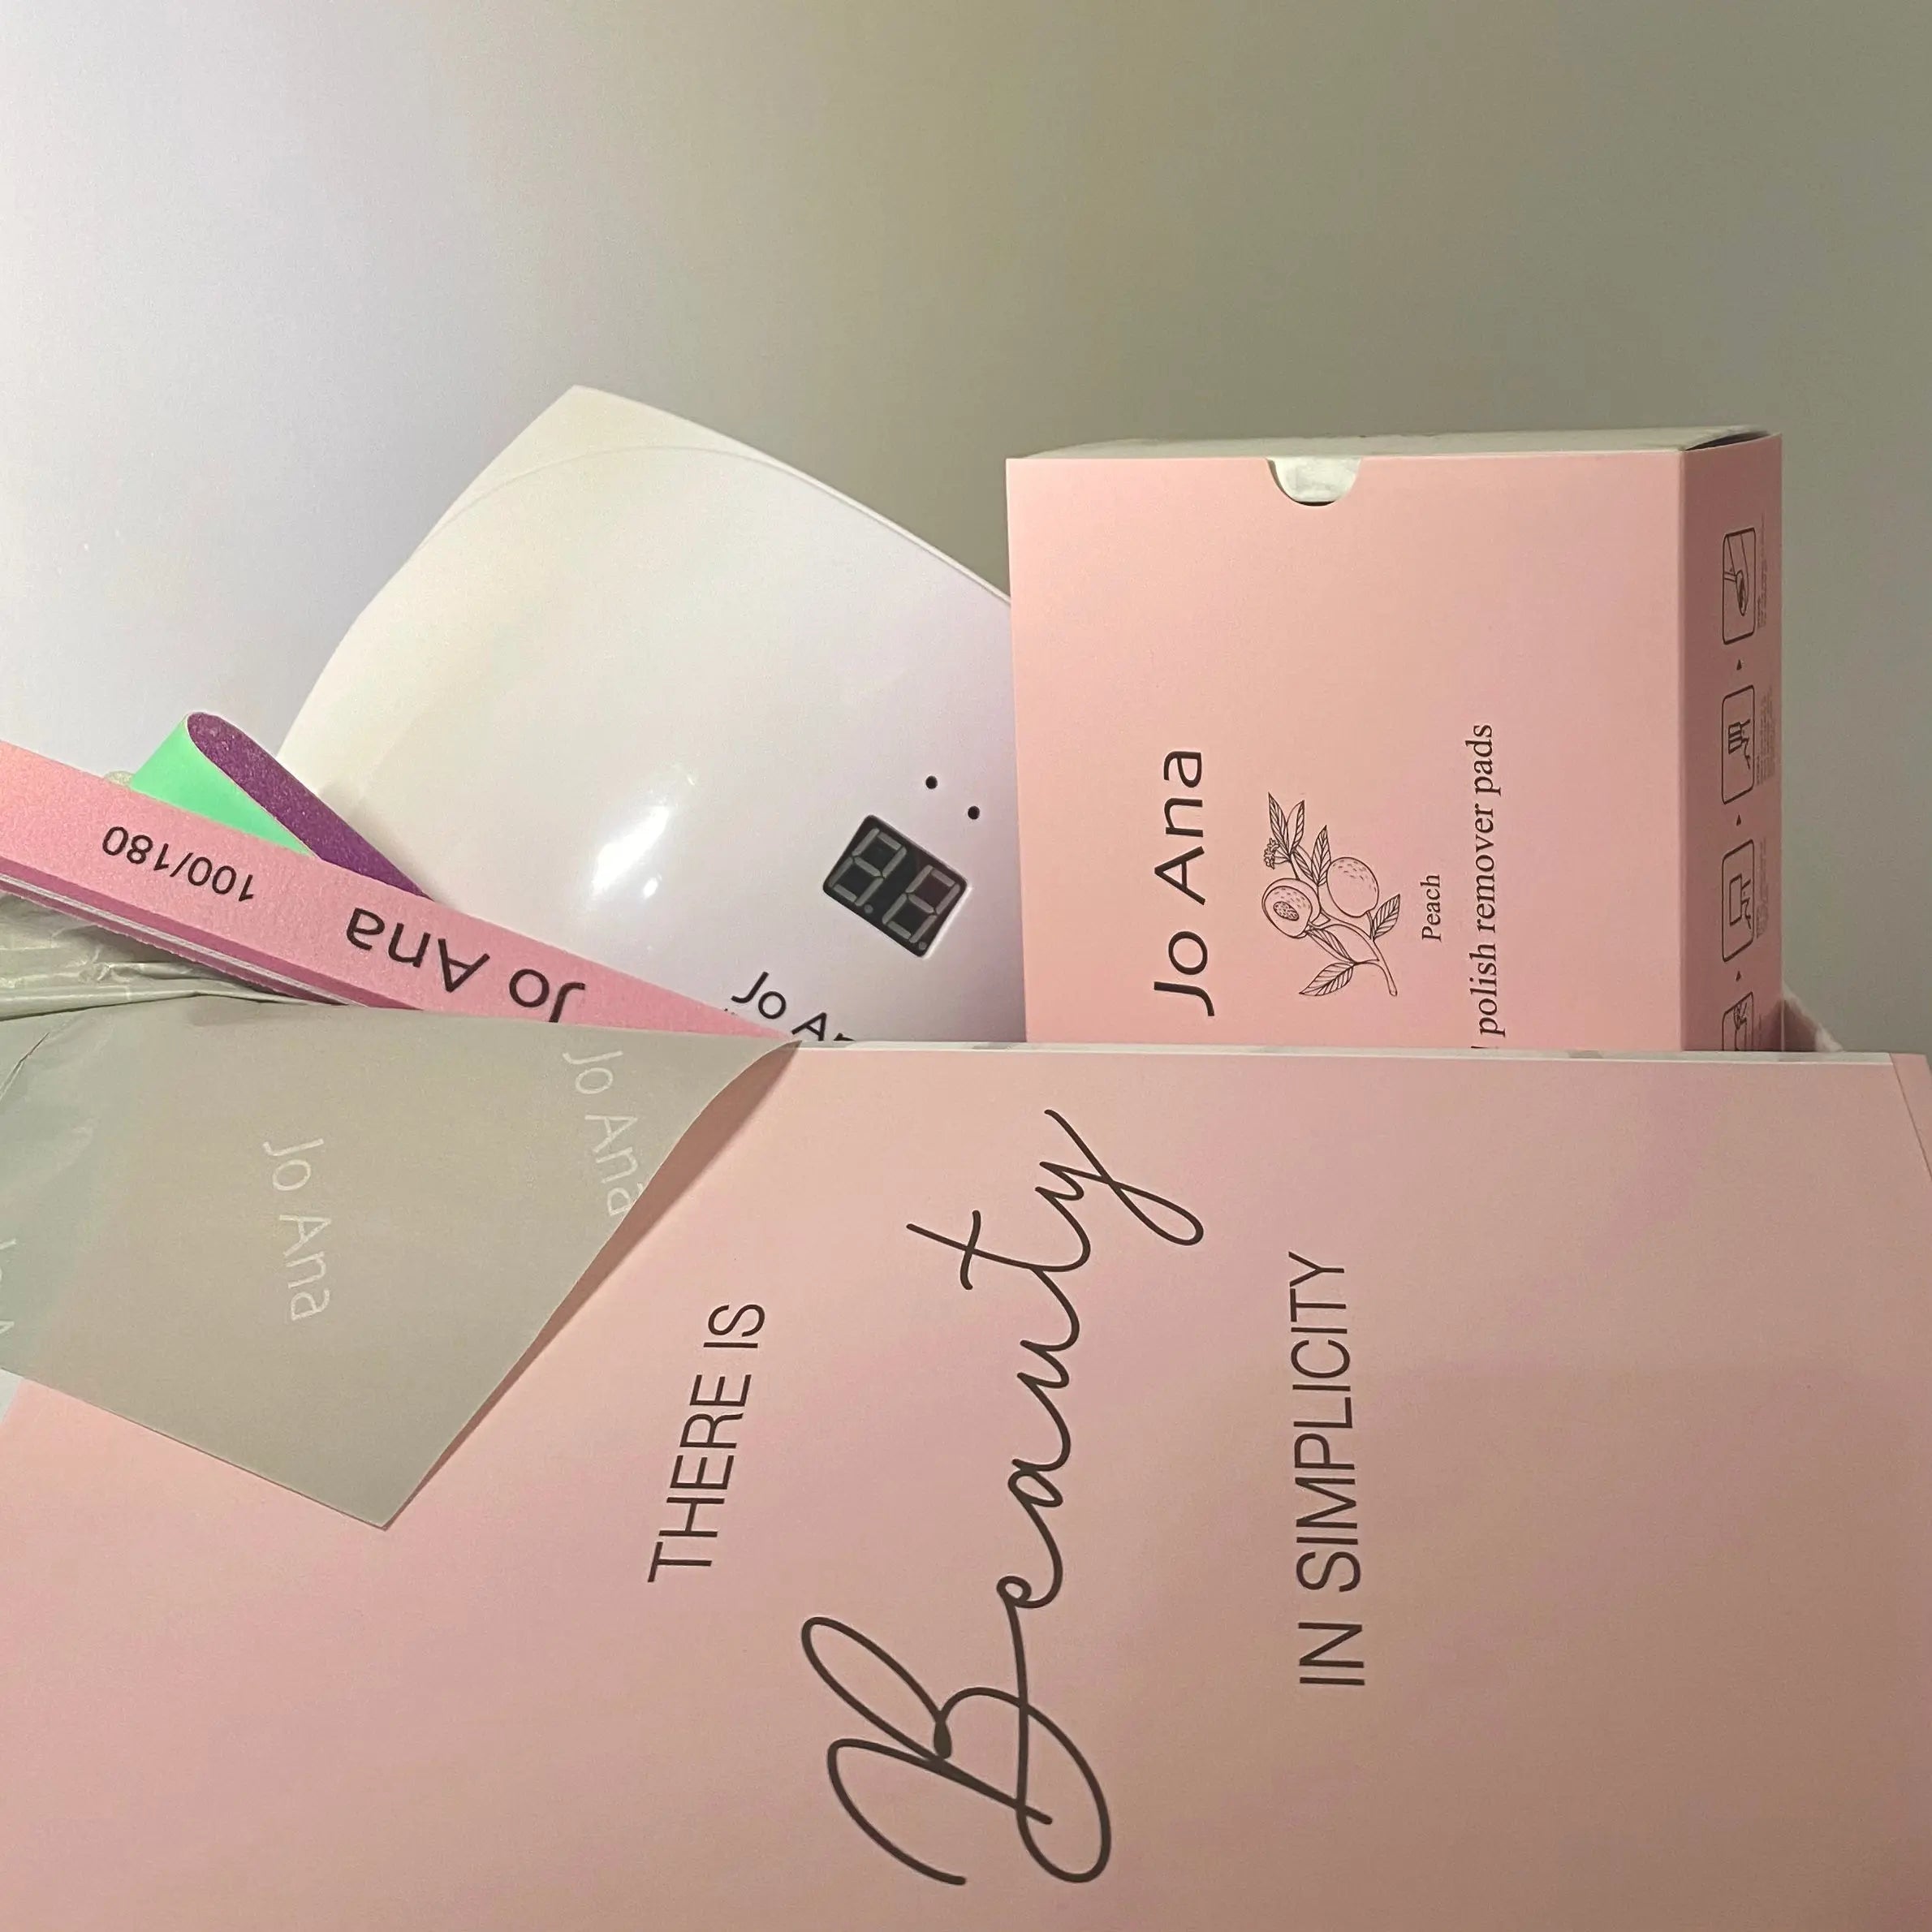 Jo Ana
Peach
polish remover pads
100/180
Jo Ana
Jo
Jo Ana
Jo Ana
THERE IS
Beauty
IN SIMPLICITY